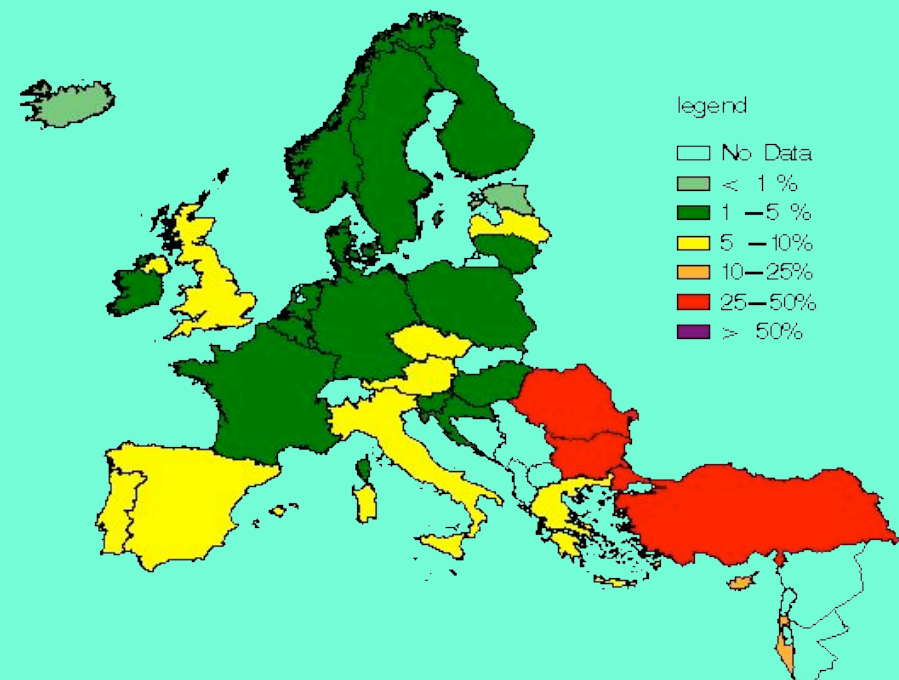 legend
No Data
< 1 %
1 –5 %
5 –10%
10–25%
25–50%
> 50%